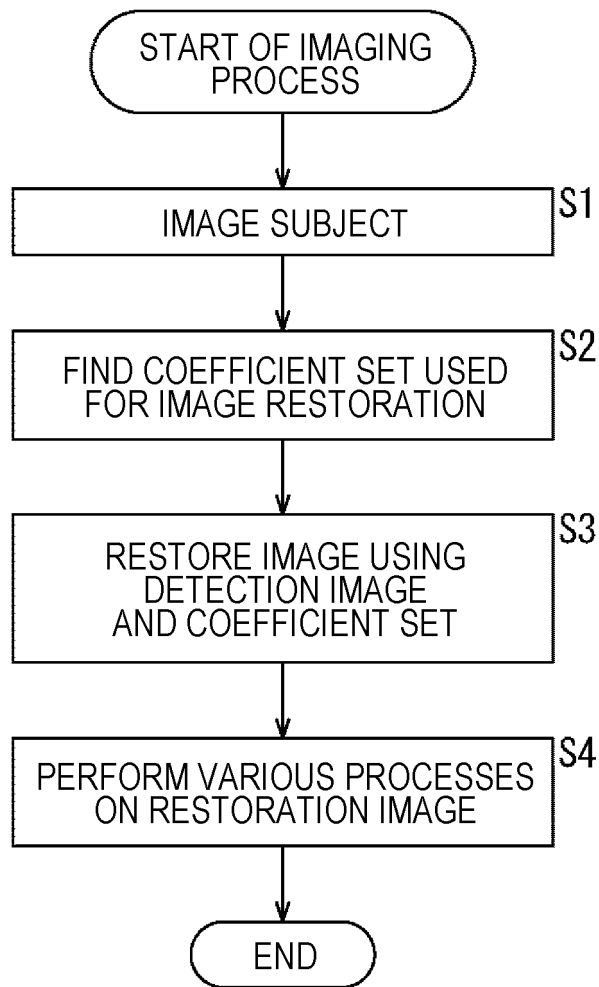 START OF IMAGING
PROCESS
S1
IMAGE SUBJECT
S2
FIND COEFFICIENT SET USED
FOR IMAGE RESTORATION
S3
RESTORE IMAGE USING
DETECTION IMAGE
AND COEFFICIENT SET
S4
PERFORM VARIOUS PROCESSES
ON RESTORATION IMAGE
END